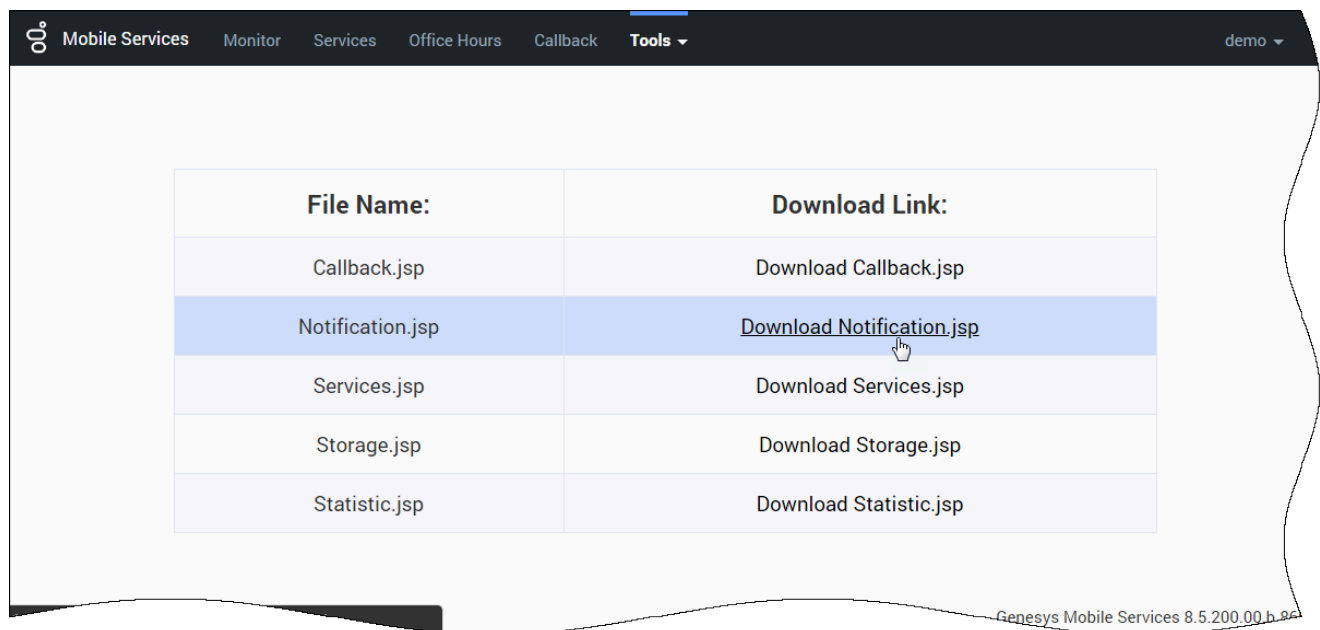 Mobile Services Monitor Services Office Hours Callback Tools demo
File Name: Download Link:
Callback.jsp Download Callback.jsp
Notification.jsp Download Notification.jsp
Services.jsp Download Services.jsp
Storage.jsp Download Storage.jsp
Statistic.jsp Download Statistic.jsp
Genesys Mobile Services 8.5.200.00.b.86